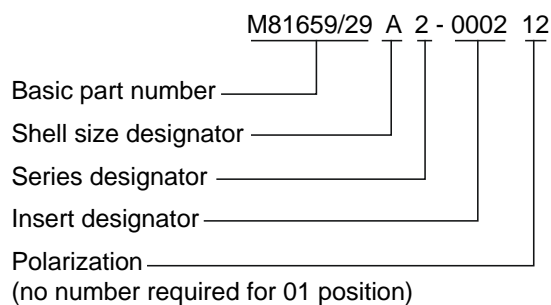 M81659/29 A 2 - 0002 12
Basic part number
Shell size designator
Series designator
Insert designator
Polarization
(no number required for 01 position)